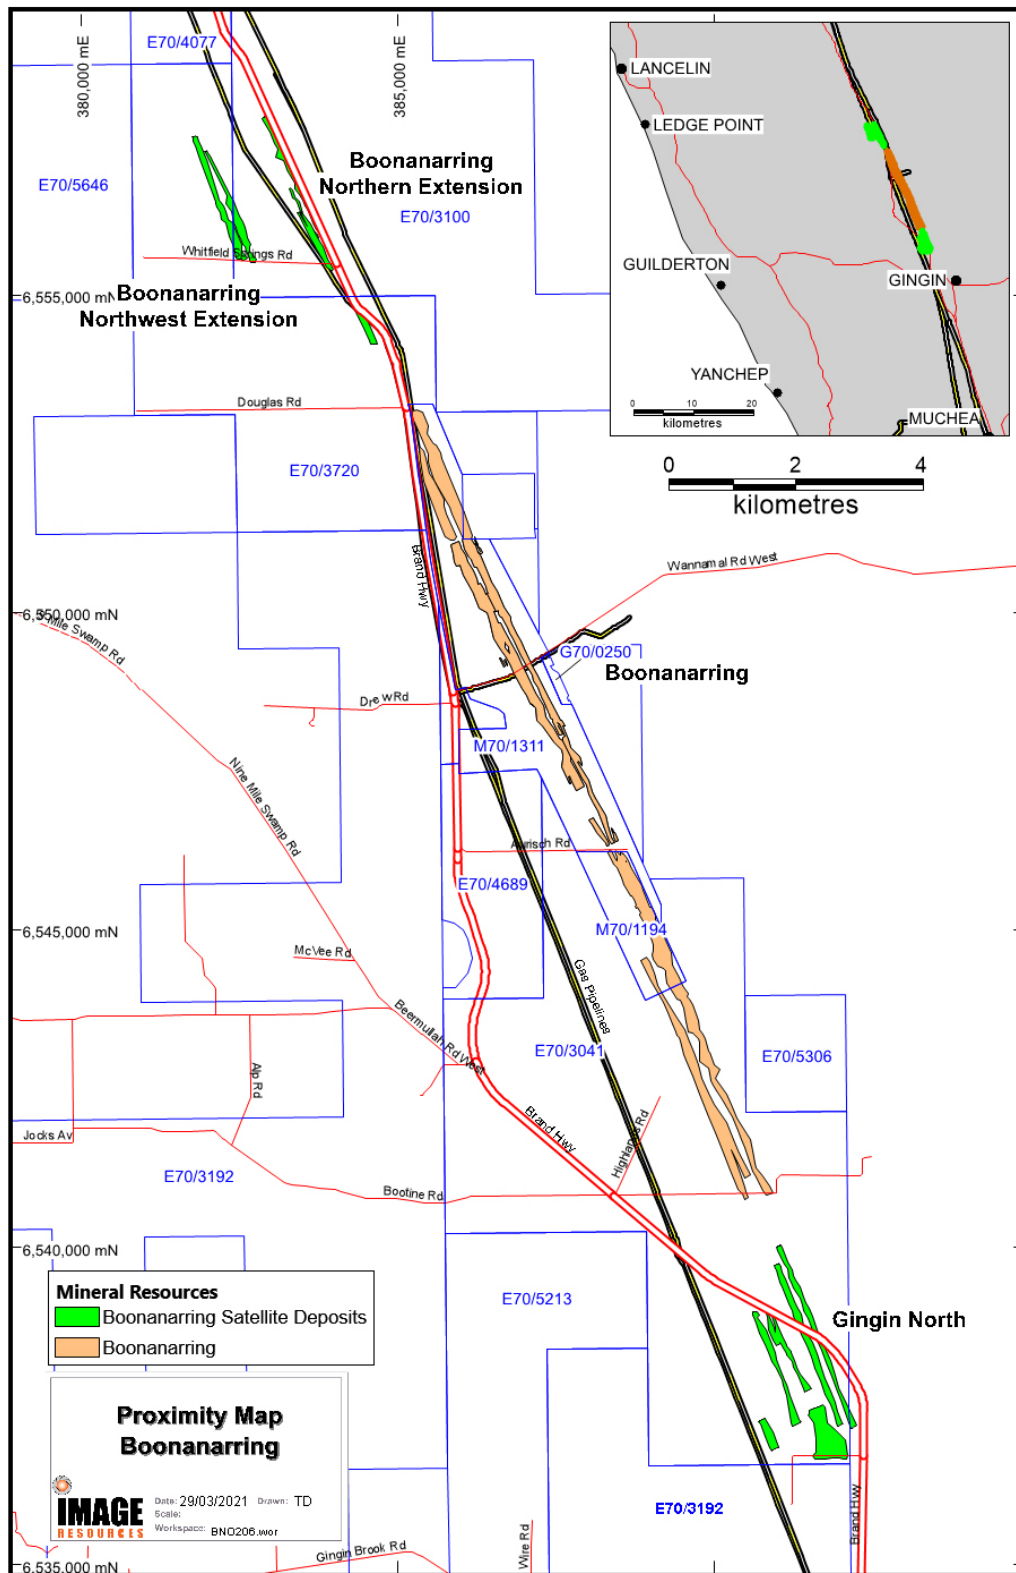 E70/4077
380,000 mE
385,000 mE
LANCELIN
LEDGE POINT
GUILDERTON
GINGIN
YANCHEP
MUCHEA
0 10 20
kilometres
Boonanarring
Northern Extension
E70/5646
E70/3100
Whitfield Springs Rd
6,555,000 mN
Boonanarring
Northwest Extension
Douglas Rd
E70/3720
0 2 4
kilometres
Brand Hwy
Wannamal Rd West
6,550,000 mN
Mile Swamp Rd
G70/0250
Boonanarring
Drew Rd
M70/1311
Nine Mile Swamp Rd
Aurisch Rd
E70/4689
6,545,000 mN
M70/1194
McVee Rd
Gas Pipelines
Beermullah Rd West
E70/3041
E70/5306
Alp Rd
Brand Hwy
Highlands Rd
Jocks Av
E70/3192
Bootine Rd
6,540,000 mN
Mineral Resources
Boonanarring Satellite Deposits
Boonanarring
E70/5213
Gingin North
Proximity Map
Boonanarring
IMAGE
RESOURCES
Date: 29/03/2021 Drawn: TD
Scale:
Workspace: BNO206.wor
E70/3192
Brand Hwy
Wire Rd
Gingin Brook Rd
6,535,000 mN